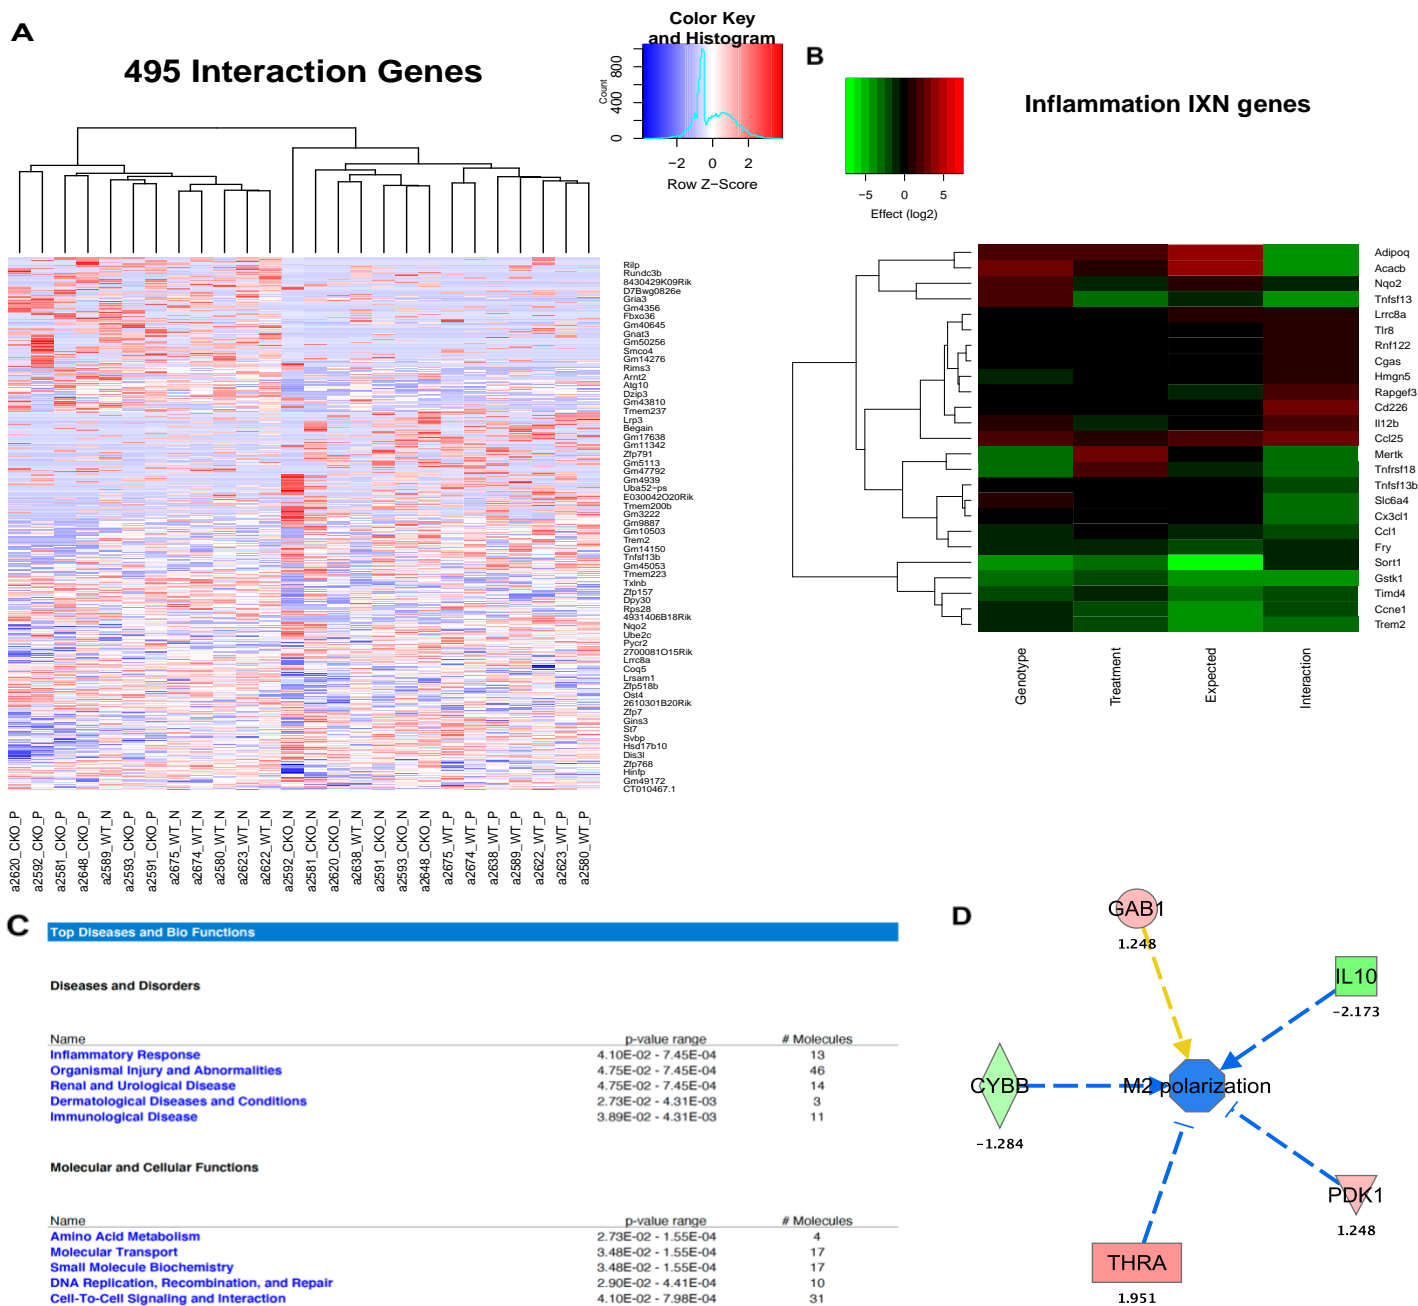 A
495 Interaction Genes
Color Key
and Histogram
Count
0 400 800
−2 0 2
Row Z−Score
Rilp
Rundc3b
8430429K09Rik
D7Bwg0826e
Gria3
Gm4356
Fbxo36
Gm40645
Gnat3
Gm50256
Smco4
Gm14276
Rims3
Arnt2
Atg10
Dzip3
Gm43810
Tmem237
Lrp3
Begain
Gm17638
Gm11342
Zfp791
Gm5113
Gm47792
Gm4939
Uba52−ps
E030042O20Rik
Tmem200b
Gm3222
Gm9887
Gm10503
Trem2
Gm14150
Tnfsf13b
Gm45053
Tmem223
Txlnb
Zfp157
Dpy30
Rps28
4931406B18Rik
Nqo2
Ube2c
Pycr2
2700081O15Rik
Lrrc8a
Coq5
Lrsam1
Zfp518b
Ost4
2610301B20Rik
Zfp7
Gins3
St7
Svbp
Hsd17b10
Dis3l
Zfp768
Hinfp
Gm49172
CT010467.1
a2620_CKO_P
a2592_CKO_P
a2581_CKO_P
a2648_CKO_P
a2589_WT_N
a2593_CKO_P
a2591_CKO_P
a2675_WT_N
a2674_WT_N
a2580_WT_N
a2623_WT_N
a2622_WT_N
a2592_CKO_N
a2581_CKO_N
a2620_CKO_N
a2638_WT_N
a2591_CKO_N
a2593_CKO_N
a2648_CKO_N
a2675_WT_P
a2674_WT_P
a2638_WT_P
a2589_WT_P
a2622_WT_P
a2623_WT_P
a2580_WT_P
B
−5 0 5
Effect (log2)
Inflammation IXN genes
Adipoq
Acacb
Nqo2
Tnfsf13
Lrrc8a
Tlr8
Rnf122
Cgas
Hmgn5
Rapgef3
Cd226
Il12b
Ccl25
Mertk
Tnfrsf18
Tnfsf13b
Slc6a4
Cx3cl1
Ccl1
Fry
Sort1
Gstk1
Timd4
Ccne1
Trem2
Genotype
Treatment
Expected
Interaction
C
Top Diseases and Bio Functions
Diseases and Disorders
Name p-value range # Molecules
Inflammatory Response 4.10E-02 - 7.45E-04 13
Organismal Injury and Abnormalities 4.75E-02 - 7.45E-04 46
Renal and Urological Disease 4.75E-02 - 7.45E-04 14
Dermatological Diseases and Conditions 2.73E-02 - 4.31E-03 3
Immunological Disease 3.89E-02 - 4.31E-03 11
Molecular and Cellular Functions
Name p-value range # Molecules
Amino Acid Metabolism 2.73E-02 - 1.55E-04 4
Molecular Transport 3.48E-02 - 1.55E-04 17
Small Molecule Biochemistry 3.48E-02 - 1.55E-04 17
DNA Replication, Recombination, and Repair 2.90E-02 - 4.41E-04 10
Cell-To-Cell Signaling and Interaction 4.10E-02 - 7.98E-04 31
D
GAB1
1.248
IL10
−2.173
CYBB
−1.284
M2 polarization
PDK1
1.248
THRA
1.951